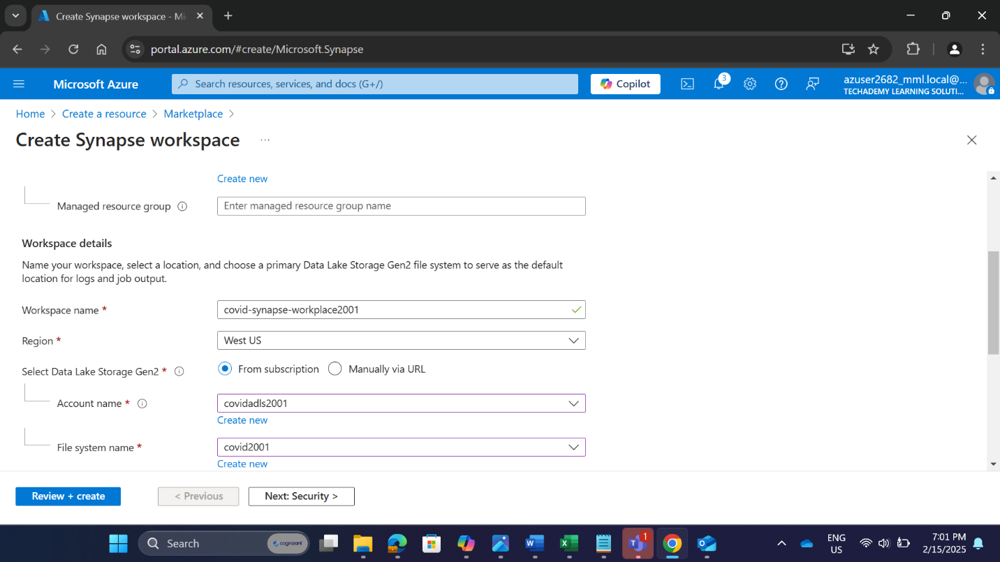 Create Synapse workspace - Mi
portal.azure.com/#create/Microsoft.Synapse
Microsoft Azure
Search resources, services, and docs (G+/)
Copilot
3
azuser2682_mml.local@...
TECHADEMY LEARNING SOLUTI...
Home > Create a resource > Marketplace >
Create Synapse workspace ...
Create new
Managed resource group
Enter managed resource group name
Workspace details
Name your workspace, select a location, and choose a primary Data Lake Storage Gen2 file system to serve as the default
location for logs and job output.
Workspace name *
covid-synapse-workplace2001
Region *
West US
Select Data Lake Storage Gen2 *
From subscription
Manually via URL
Account name *
covidadls2001
Create new
File system name *
covid2001
Create new
Review + create
< Previous
Next: Security >
Search
cognizant
1
ENG
US
7:01 PM
2/15/2025